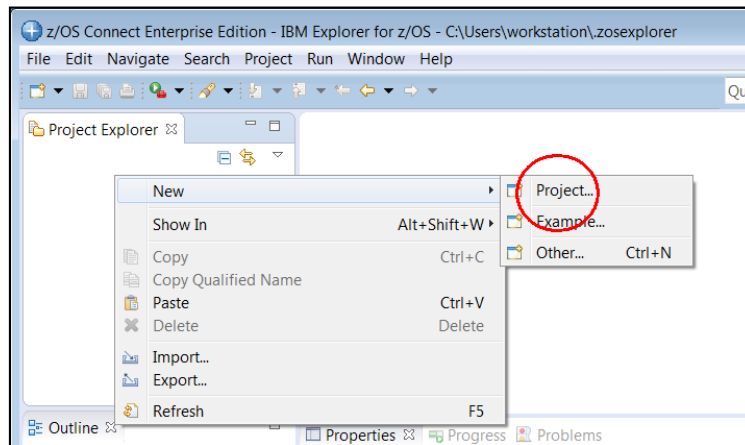 z/OS Connect Enterprise Edition - IBM Explorer for z/OS - C:\Users\workstation\.zosexplorer
File Edit Navigate Search Project Run Window Help
Qu
Project Explorer
New
Project...
Show In Alt+Shift+W
Example...
Copy Ctrl+C
Other... Ctrl+N
Copy Qualified Name
Paste Ctrl+V
Delete Delete
Import...
Export...
Refresh F5
Outline
Properties Progress Problems